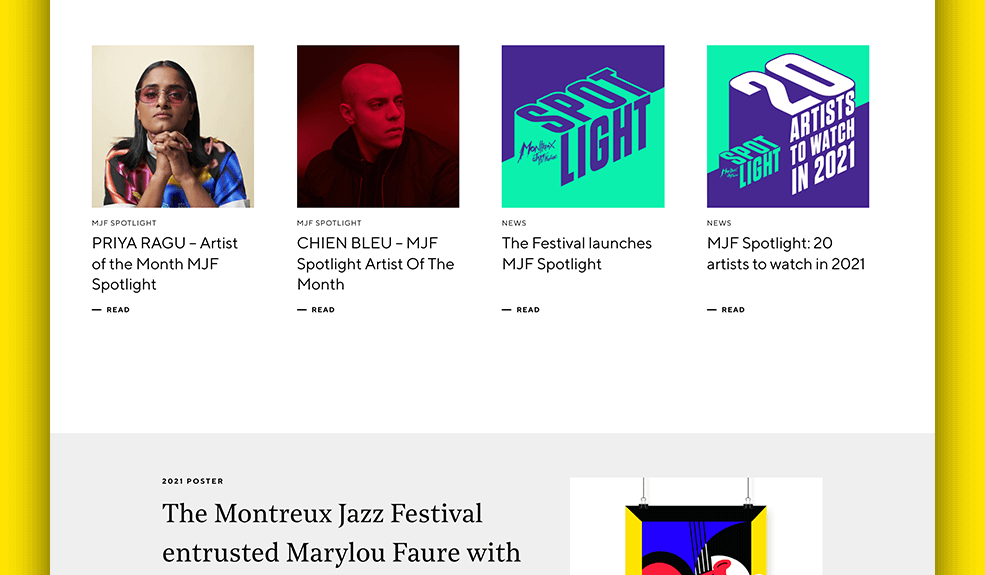 SPOT
LIGHT
Montreux
Jazz Festival
20
ARTISTS
TO WATCH
IN 2021
SPOT
LIGHT
Montreux
MJF SPOTLIGHT
PRIYA RAGU – Artist
of the Month MJF
Spotlight
READ
MJF SPOTLIGHT
CHIEN BLEU – MJF
Spotlight Artist Of The
Month
READ
NEWS
The Festival launches
MJF Spotlight
READ
NEWS
MJF Spotlight: 20
artists to watch in 2021
READ
2021 POSTER
The Montreux Jazz Festival
entrusted Marylou Faure with